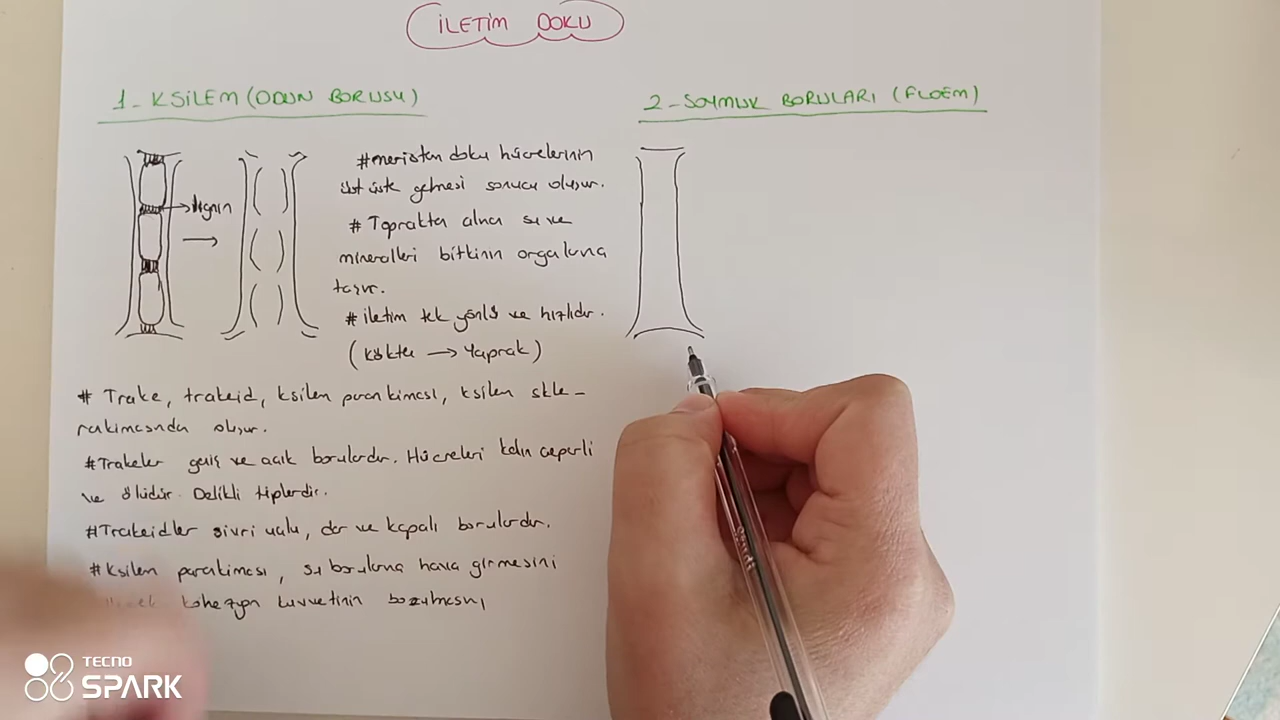 İLETİM DOKU
1- KSİLEM (ODUN BORUSU)
lignin
#meristem doku hücrelerinin
üst üste gelmesi sonucu oluşur.
# Topraktan alınan su ve
mineralleri bitkinin organlarına
taşır.
# iletim tek yönlü ve hızlıdır.
(Kökten → Yaprak)
# Trake, trakeid, ksilem parankiması, ksilem skle-
rankimasından oluşur.
#Trakeler geniş ve açık borulardır. Hücreleri kalın çeperli
ve ölüdür. Delikli tiplerdir.
#Trakeidler sivri uçlu, dar ve kapalı borulardır.
#Ksilem parankiması, su borularına hava girmesini
kohezyon kuvvetinin bozulmasını
2- SOYMUK BORULARI (FLOEM)
TECNO
SPARK